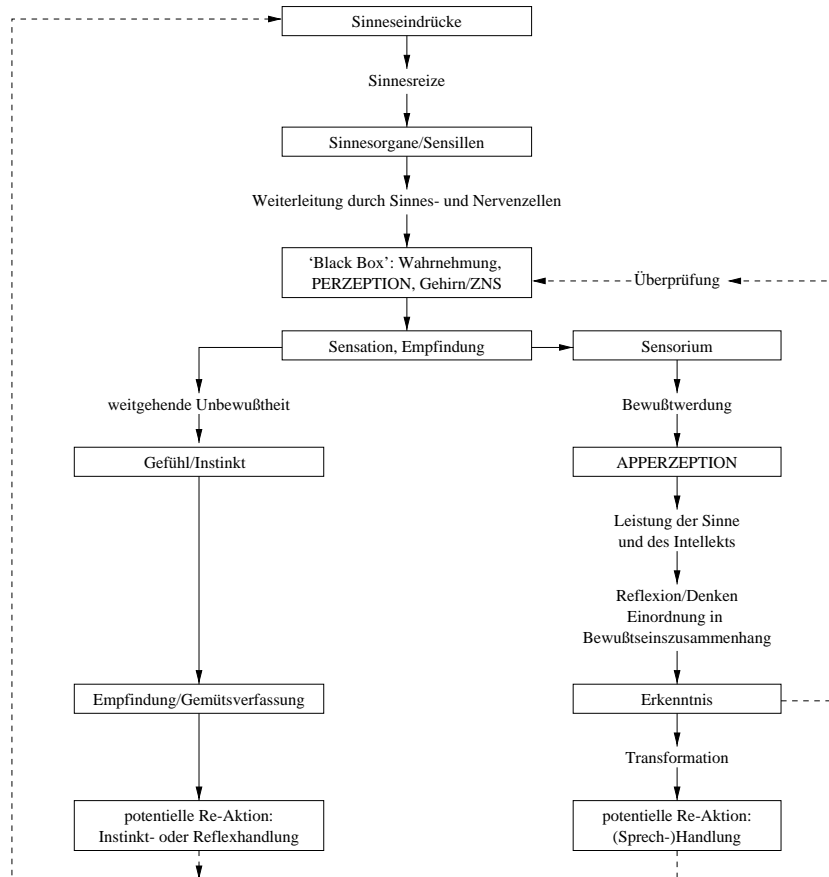 Sinneseindrücke
Sinnesreize
Sinnesorgane/Sensillen
Weiterleitung durch Sinnes- und Nervenzellen
‘Black Box’: Wahrnehmung,
PERZEPTION, Gehirn/ZNS
Überprüfung
Sensation, Empfindung
Sensorium
weitgehende Unbewußtheit
Bewußtwerdung
Gefühl/Instinkt
APPERZEPTION
Leistung der Sinne
und des Intellekts
Reflexion/Denken
Einordnung in
Bewußtseinszusammenhang
Empfindung/Gemütsverfassung
Erkenntnis
Transformation
potentielle Re-Aktion:
Instinkt- oder Reflexhandlung
potentielle Re-Aktion:
(Sprech-)Handlung